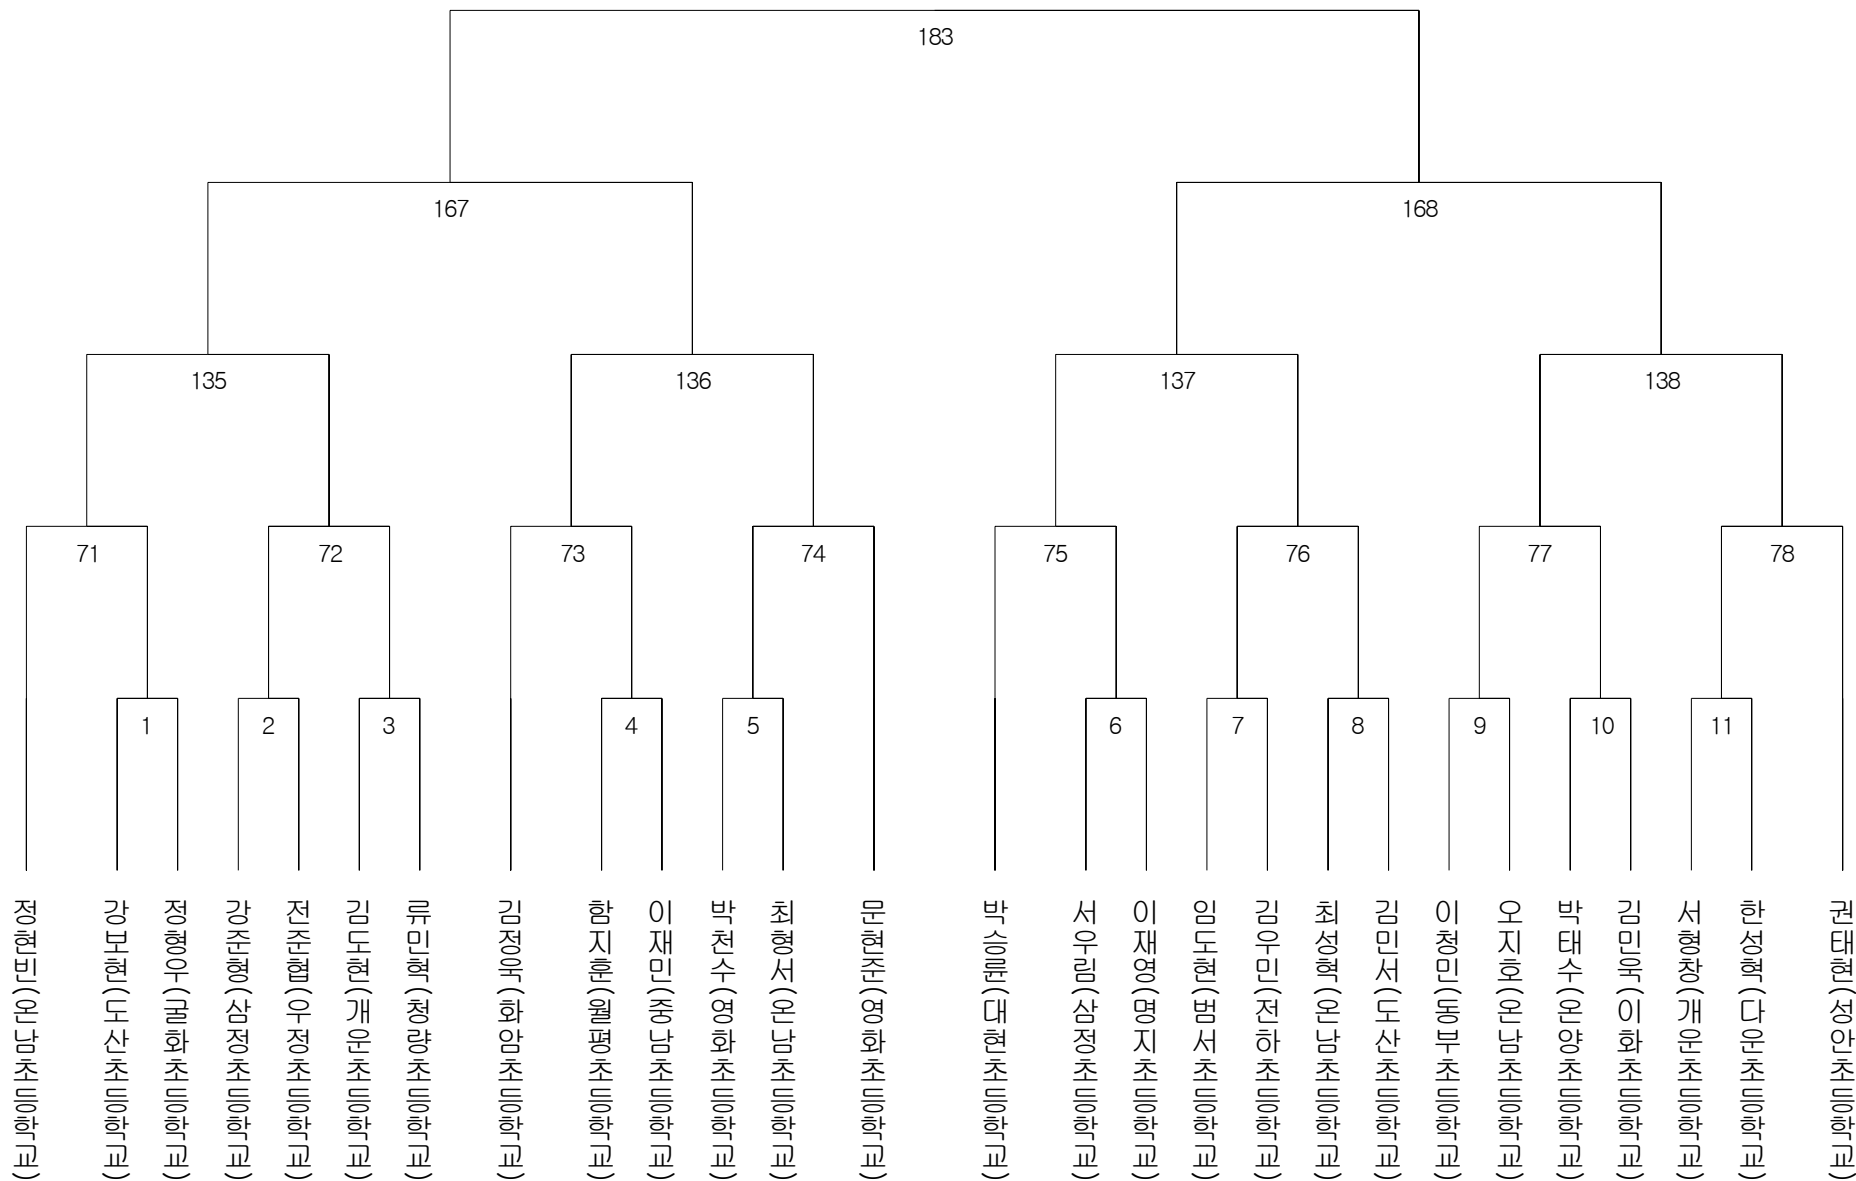 183
167
168
135
136
137
138
71
72
73
74
75
76
77
78
1
2
3
4
5
6
7
8
9
10
11
정현빈(온남초등학교)
강보현(도산초등학교)
정형우(굴화초등학교)
강준형(삼정초등학교)
전준협(우정초등학교)
김도현(개운초등학교)
류민혁(청량초등학교)
김정욱(화암초등학교)
함지훈(월평초등학교)
이재민(중남초등학교)
박천수(영화초등학교)
최형서(온남초등학교)
문현준(영화초등학교)
박승륜(대현초등학교)
서우림(삼정초등학교)
이재영(명지초등학교)
임도현(범서초등학교)
김우민(전하초등학교)
최성혁(온남초등학교)
김민서(도산초등학교)
이청민(동부초등학교)
오지호(온남초등학교)
박태수(온양초등학교)
김민욱(이화초등학교)
서형창(개운초등학교)
한성혁(다운초등학교)
권태현(성안초등학교)